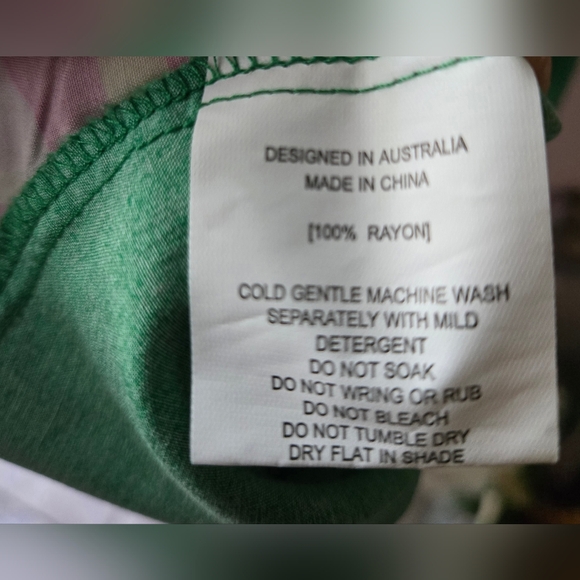 DESIGNED IN AUSTRALIA
MADE IN CHINA
[100% RAYON]
COLD GENTLE MACHINE WASH
SEPARATELY WITH MILD
DETERGENT
DO NOT SOAK
DO NOT WRING OR RUB
DO NOT BLEACH
DO NOT TUMBLE DRY
DRY FLAT IN SHADE